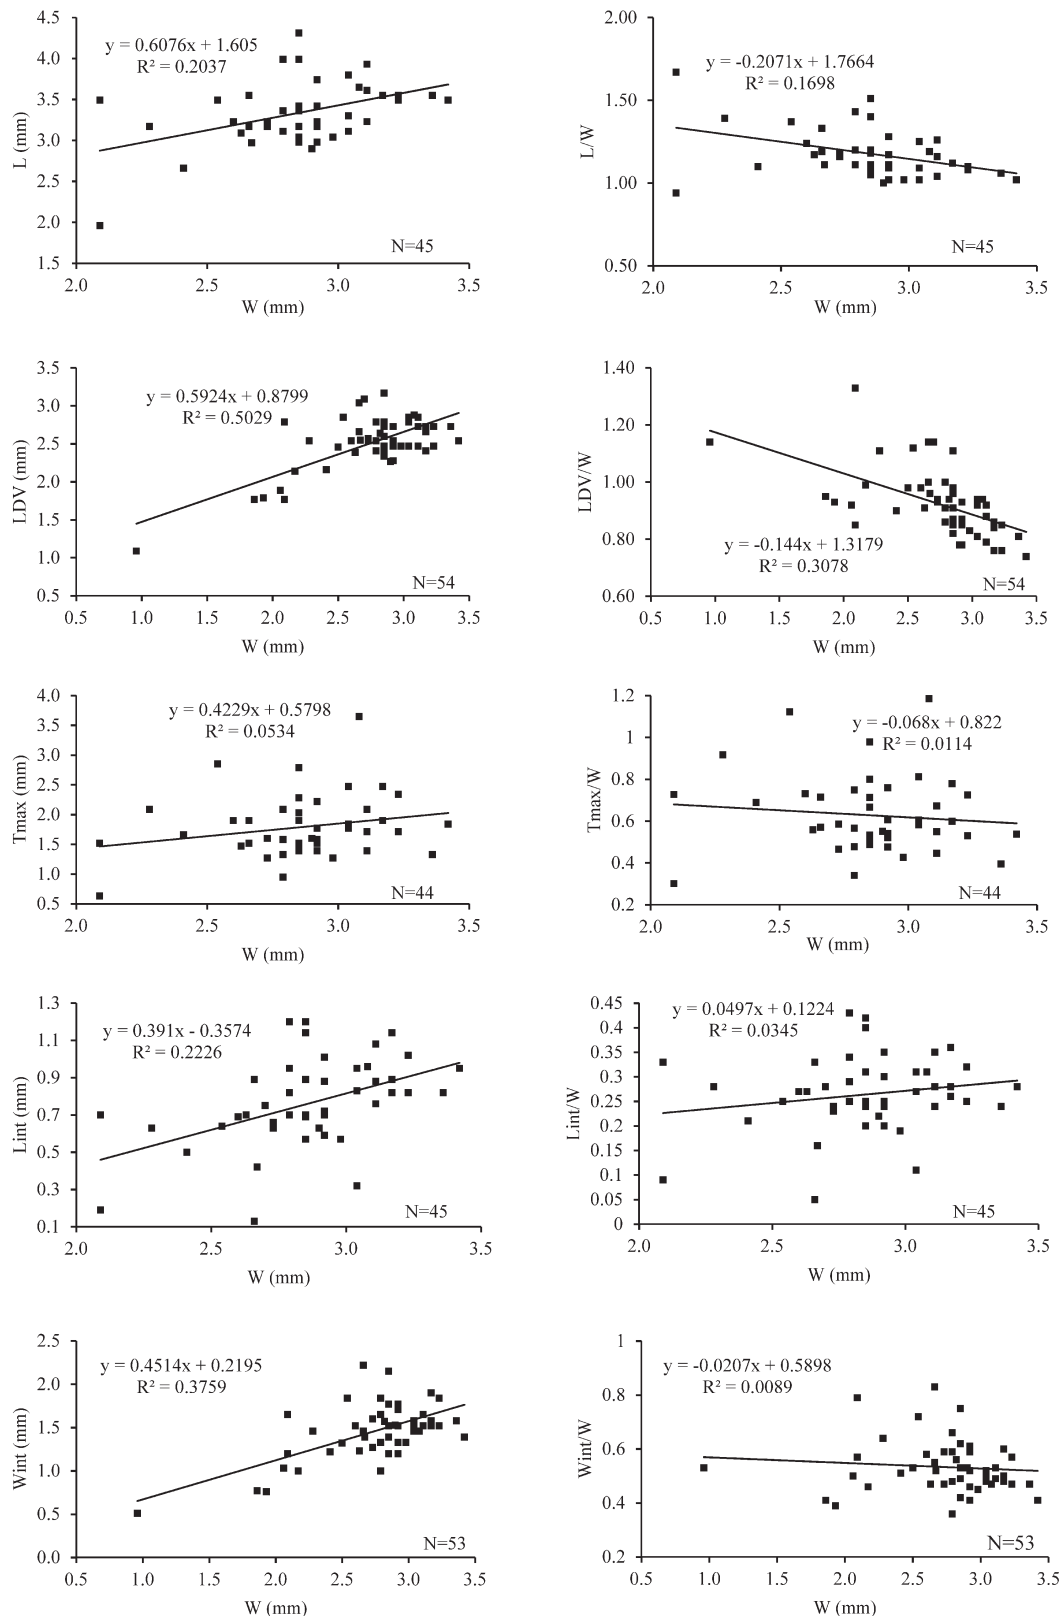 4.5
4.0
3.5
3.0
2.5
2.0
1.5
L (mm)
y = 0.6076x + 1.605
R² = 0.2037
N=45
2.0 2.5 3.0 3.5
W (mm)
2.00
1.50
1.00
0.50
L/W
y = -0.2071x + 1.7664
R² = 0.1698
N=45
2.0 2.5 3.0 3.5
W (mm)
3.5
3.0
2.5
2.0
1.5
1.0
0.5
LDV (mm)
y = 0.5924x + 0.8799
R² = 0.5029
N=54
0.5 1.0 1.5 2.0 2.5 3.0 3.5
W (mm)
1.40
1.20
1.00
0.80
0.60
LDV/W
y = -0.144x + 1.3179
R² = 0.3078
N=54
0.5 1.0 1.5 2.0 2.5 3.0 3.5
W (mm)
4.0
3.5
3.0
2.5
2.0
1.5
1.0
0.5
Tmax (mm)
y = 0.4229x + 0.5798
R² = 0.0534
N=44
2.0 2.5 3.0 3.5
W (mm)
1.2
1
0.8
0.6
0.4
0.2
Tmax/W
y = -0.068x + 0.822
R² = 0.0114
N=44
2.0 2.5 3.0 3.5
W (mm)
1.3
1.1
0.9
0.7
0.5
0.3
0.1
Lint (mm)
y = 0.391x - 0.3574
R² = 0.2226
N=45
2.0 2.5 3.0 3.5
W (mm)
0.45
0.4
0.35
0.3
0.25
0.2
0.15
0.1
0.05
0
Lint/W
y = 0.0497x + 0.1224
R² = 0.0345
N=45
2.0 2.5 3.0 3.5
W (mm)
2.5
2.0
1.5
1.0
0.5
0.0
Wint (mm)
y = 0.4514x + 0.2195
R² = 0.3759
N=53
0.5 1.0 1.5 2.0 2.5 3.0 3.5
W (mm)
1
0.8
0.6
0.4
0.2
Wint/W
y = -0.0207x + 0.5898
R² = 0.0089
N=53
0.5 1.0 1.5 2.0 2.5 3.0 3.5
W (mm)